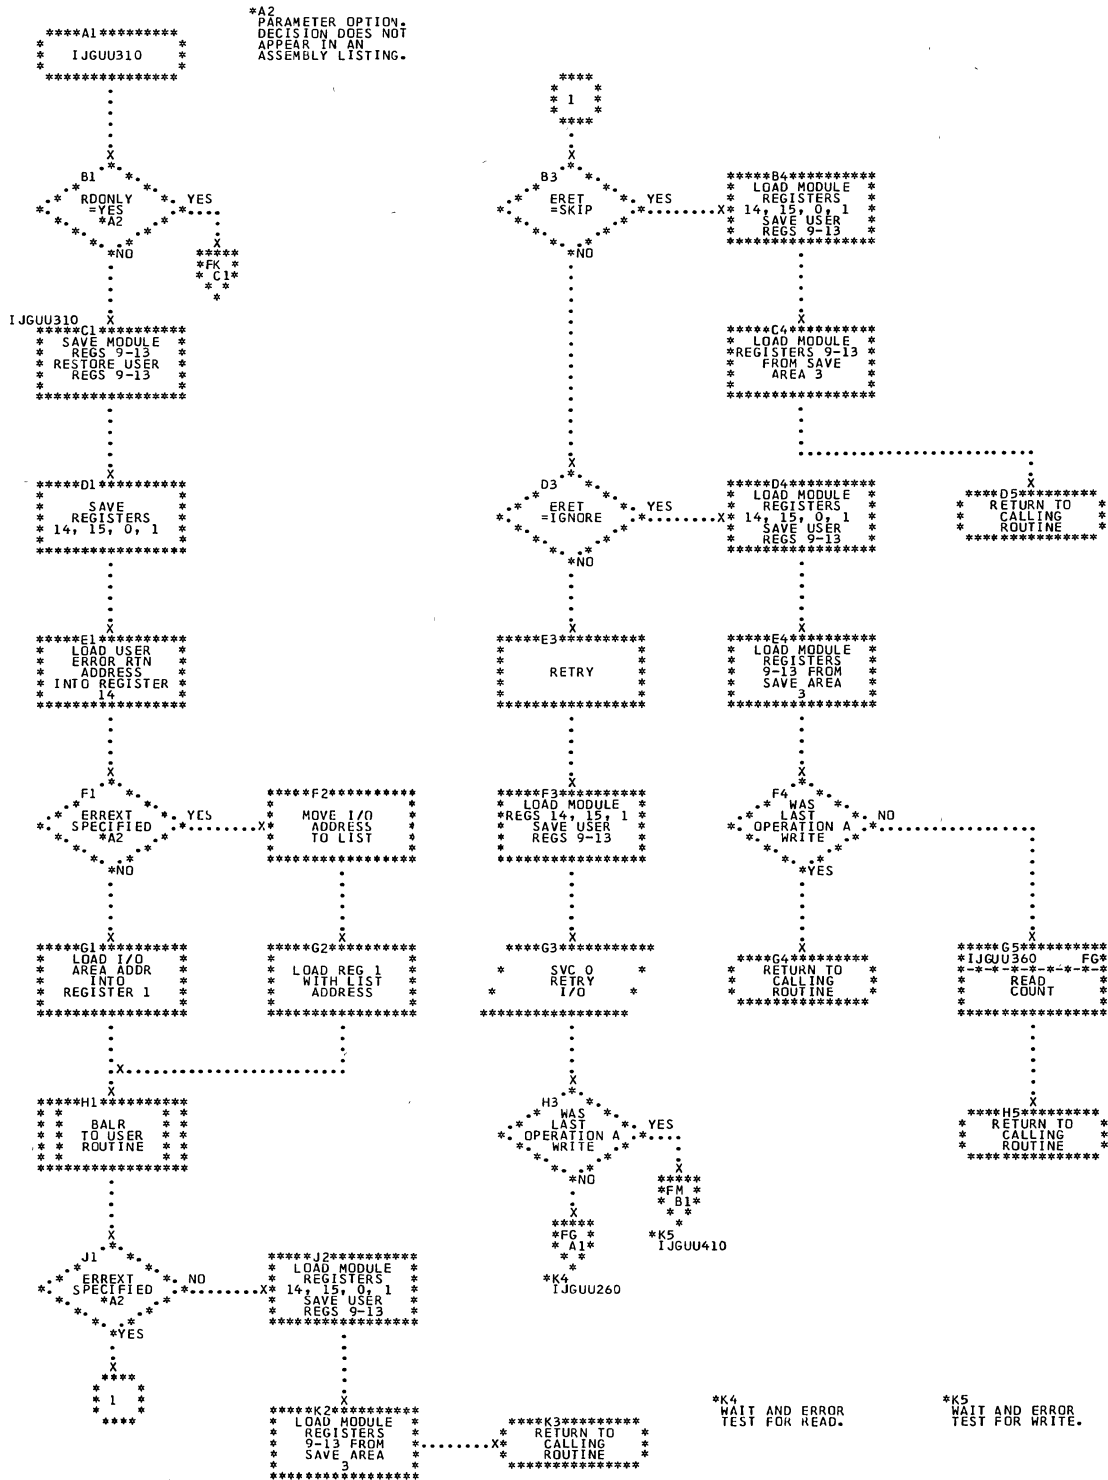 *A2
PARAMETER OPTION.
DECISION DOES NOT
APPEAR IN AN
ASSEMBLY LISTING.
A1
IJGUU310
B1
RDONLY
=YES
*A2
YES
NO
FK
C1
IJGUU310
C1
SAVE MODULE
REGS 9-13
RESTORE USER
REGS 9-13
D1
SAVE
REGISTERS
14, 15, 0, 1
E1
LOAD USER
ERROR RTN
ADDRESS
INTO REGISTER
14
F1
ERREXT
SPECIFIED
*A2
YES
NO
F2
MOVE I/O
ADDRESS
TO LIST
G1
LOAD I/O
AREA ADDR
INTO
REGISTER 1
G2
LOAD REG 1
WITH LIST
ADDRESS
H1
BALR
TO USER
ROUTINE
J1
ERREXT
SPECIFIED
*A2
NO
YES
1
J2
LOAD MODULE
REGISTERS
14, 15, 0, 1
SAVE USER
REGS 9-13
K2
LOAD MODULE
REGISTERS
9-13 FROM
SAVE AREA
3
K3
RETURN TO
CALLING
ROUTINE
1
B3
ERET
=SKIP
YES
NO
B4
LOAD MODULE
REGISTERS
14, 15, 0, 1
SAVE USER
REGS 9-13
C4
LOAD MODULE
REGISTERS 9-13
FROM SAVE
AREA 3
D5
RETURN TO
CALLING
ROUTINE
D3
ERET
=IGNORE
YES
NO
D4
LOAD MODULE
REGISTERS
14, 15, 0, 1
SAVE USER
REGS 9-13
E3
RETRY
E4
LOAD MODULE
REGISTERS
9-13 FROM
SAVE AREA
3
F3
LOAD MODULE
REGS 14, 15, 1
SAVE USER
REGS 9-13
F4
WAS
LAST
OPERATION A
WRITE
NO
YES
G3
SVC 0
RETRY
I/O
G4
RETURN TO
CALLING
ROUTINE
G5
IJGUU360 FG
READ
COUNT
H3
WAS
LAST
OPERATION A
WRITE
YES
NO
H5
RETURN TO
CALLING
ROUTINE
FM
B1
*K5
IJGUU410
FG
A1
*K4
IJGUU260
*K4
WAIT AND ERROR
TEST FOR READ.
*K5
WAIT AND ERROR
TEST FOR WRITE.